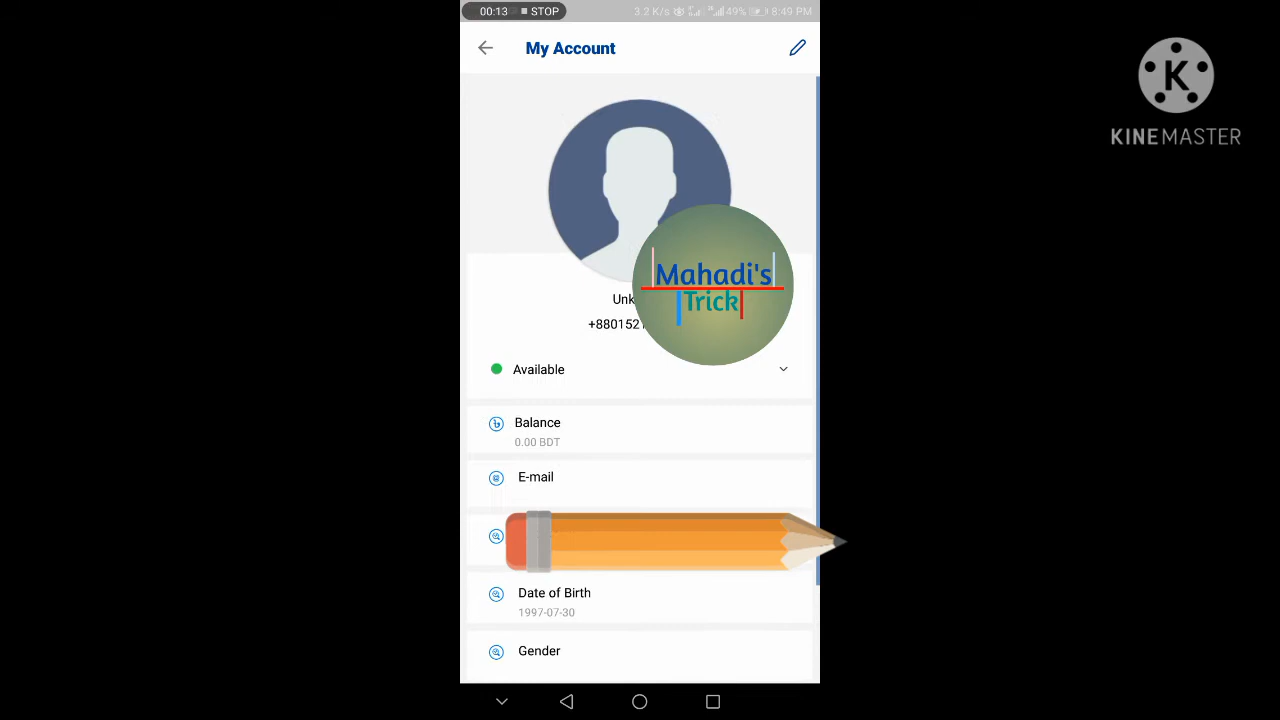 00:13 STOP 3.2 K/s 49% 8:49 PM
My Account
KINEMASTER
Mahadi's
Trick
Unk
+8801521
Available
Balance
0.00 BDT
E-mail
Date of Birth
1997-07-30
Gender